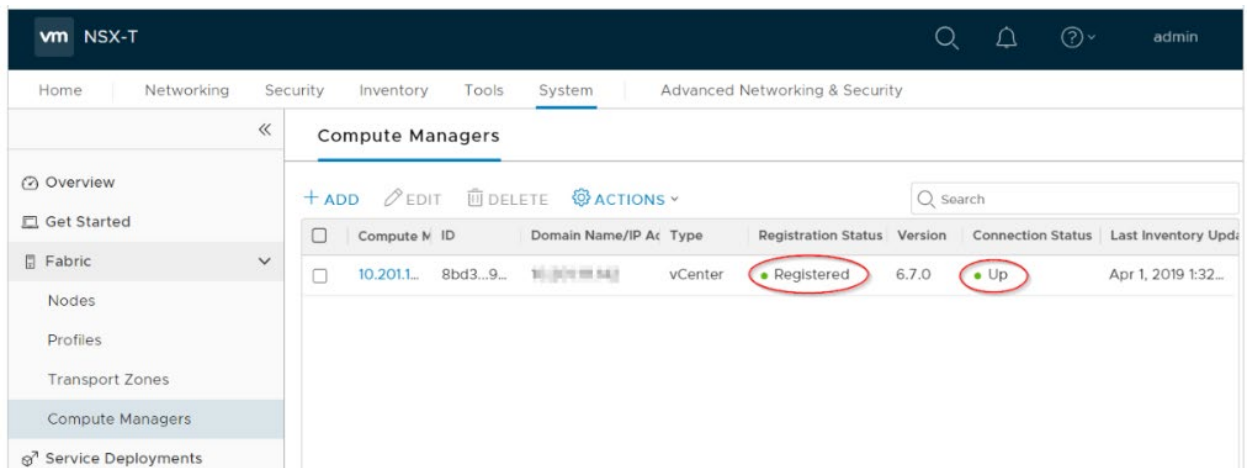 vm NSX-T admin
Home Networking Security Inventory Tools System Advanced Networking & Security
Compute Managers
Overview
Get Started
Fabric
Nodes
Profiles
Transport Zones
Compute Managers
Service Deployments
+ ADD EDIT DELETE ACTIONS Search
Compute M ID Domain Name/IP Ac Type Registration Status Version Connection Status Last Inventory Upda
10.201.1... 8bd3...9... vCenter Registered 6.7.0 Up Apr 1, 2019 1:32...